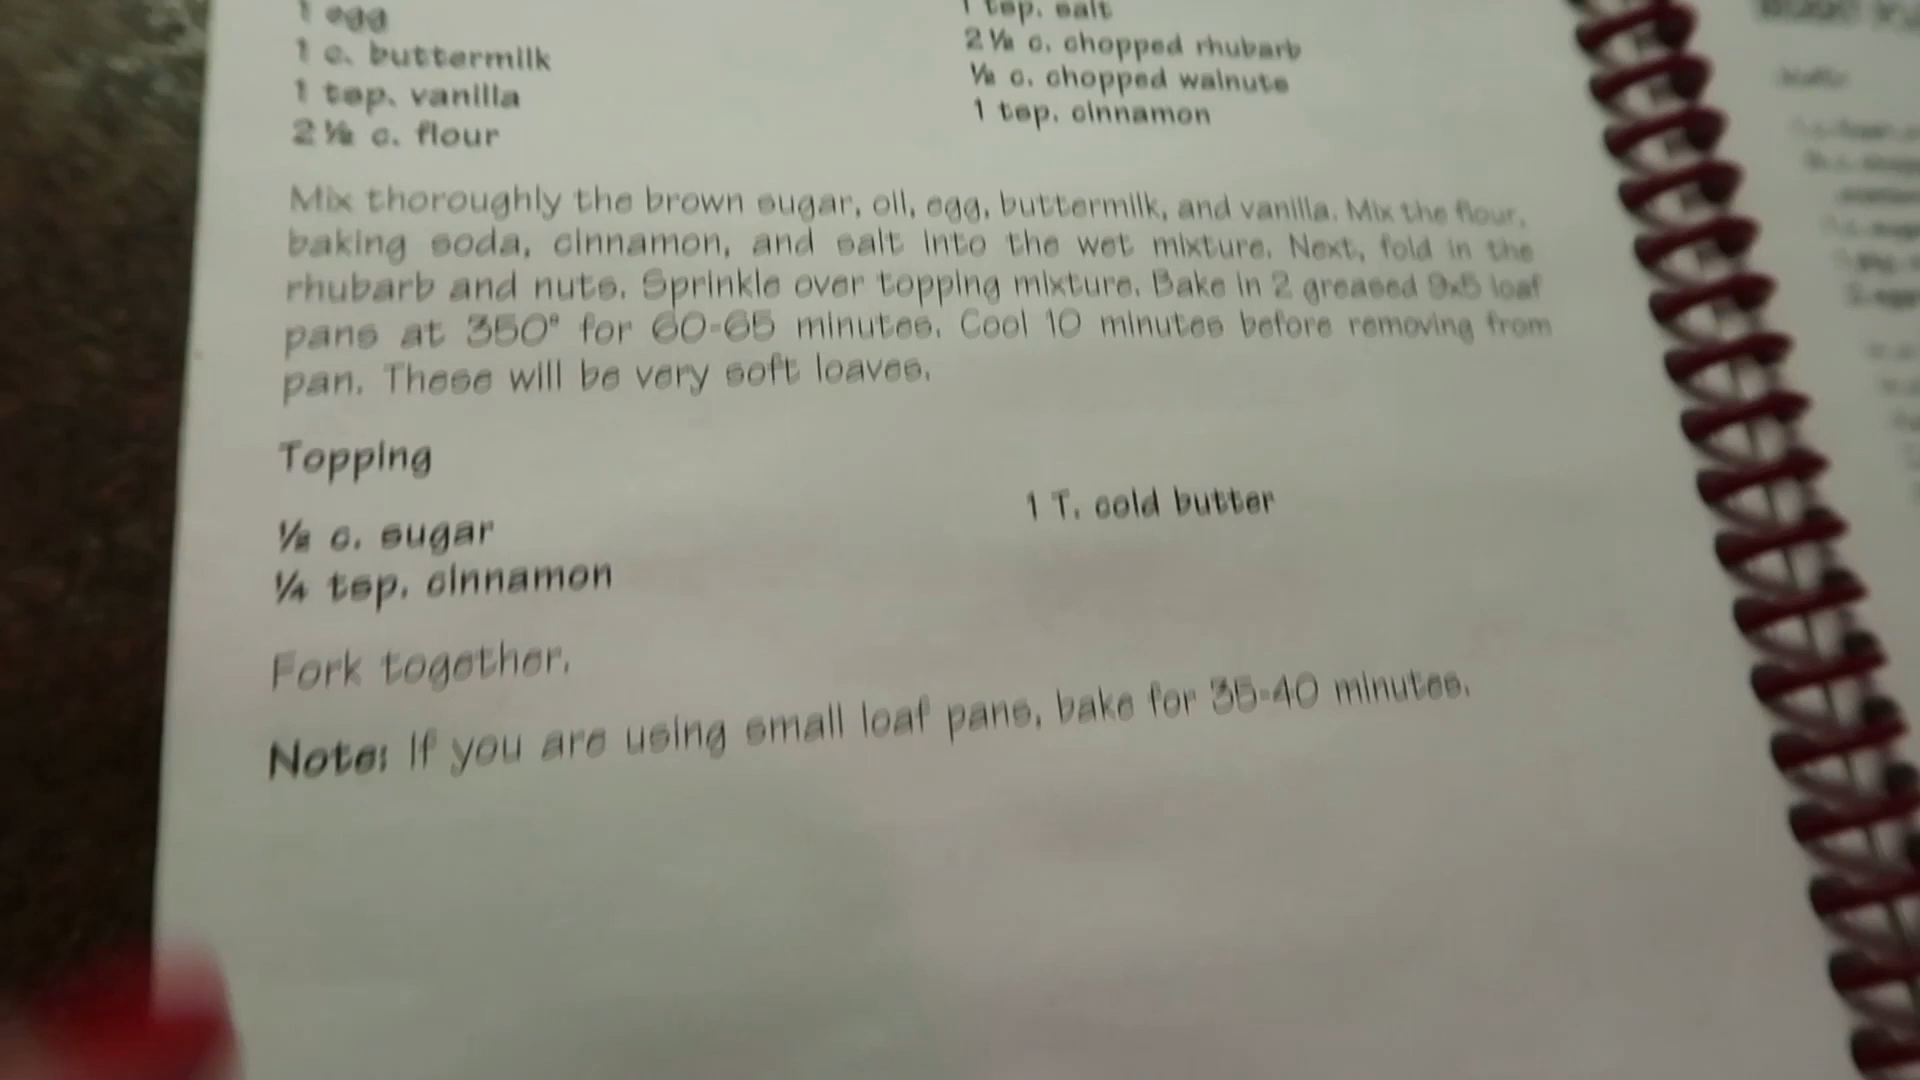 1 egg
1 c. buttermilk
1 tsp. vanilla
2 ½ c. flour
1 tsp. salt
2 ½ c. chopped rhubarb
½ c. chopped walnuts
1 tsp. cinnamon
Mix thoroughly the brown sugar, oil, egg, buttermilk, and vanilla. Mix the flour,
baking soda, cinnamon, and salt into the wet mixture. Next, fold in the
rhubarb and nuts. Sprinkle over topping mixture. Bake in 2 greased 9x5 loaf
pans at 350° for 60-65 minutes. Cool 10 minutes before removing from
pan. These will be very soft loaves.
Topping
½ c. sugar
¼ tsp. cinnamon
1 T. cold butter
Fork together.
Note: If you are using small loaf pans, bake for 35-40 minutes.